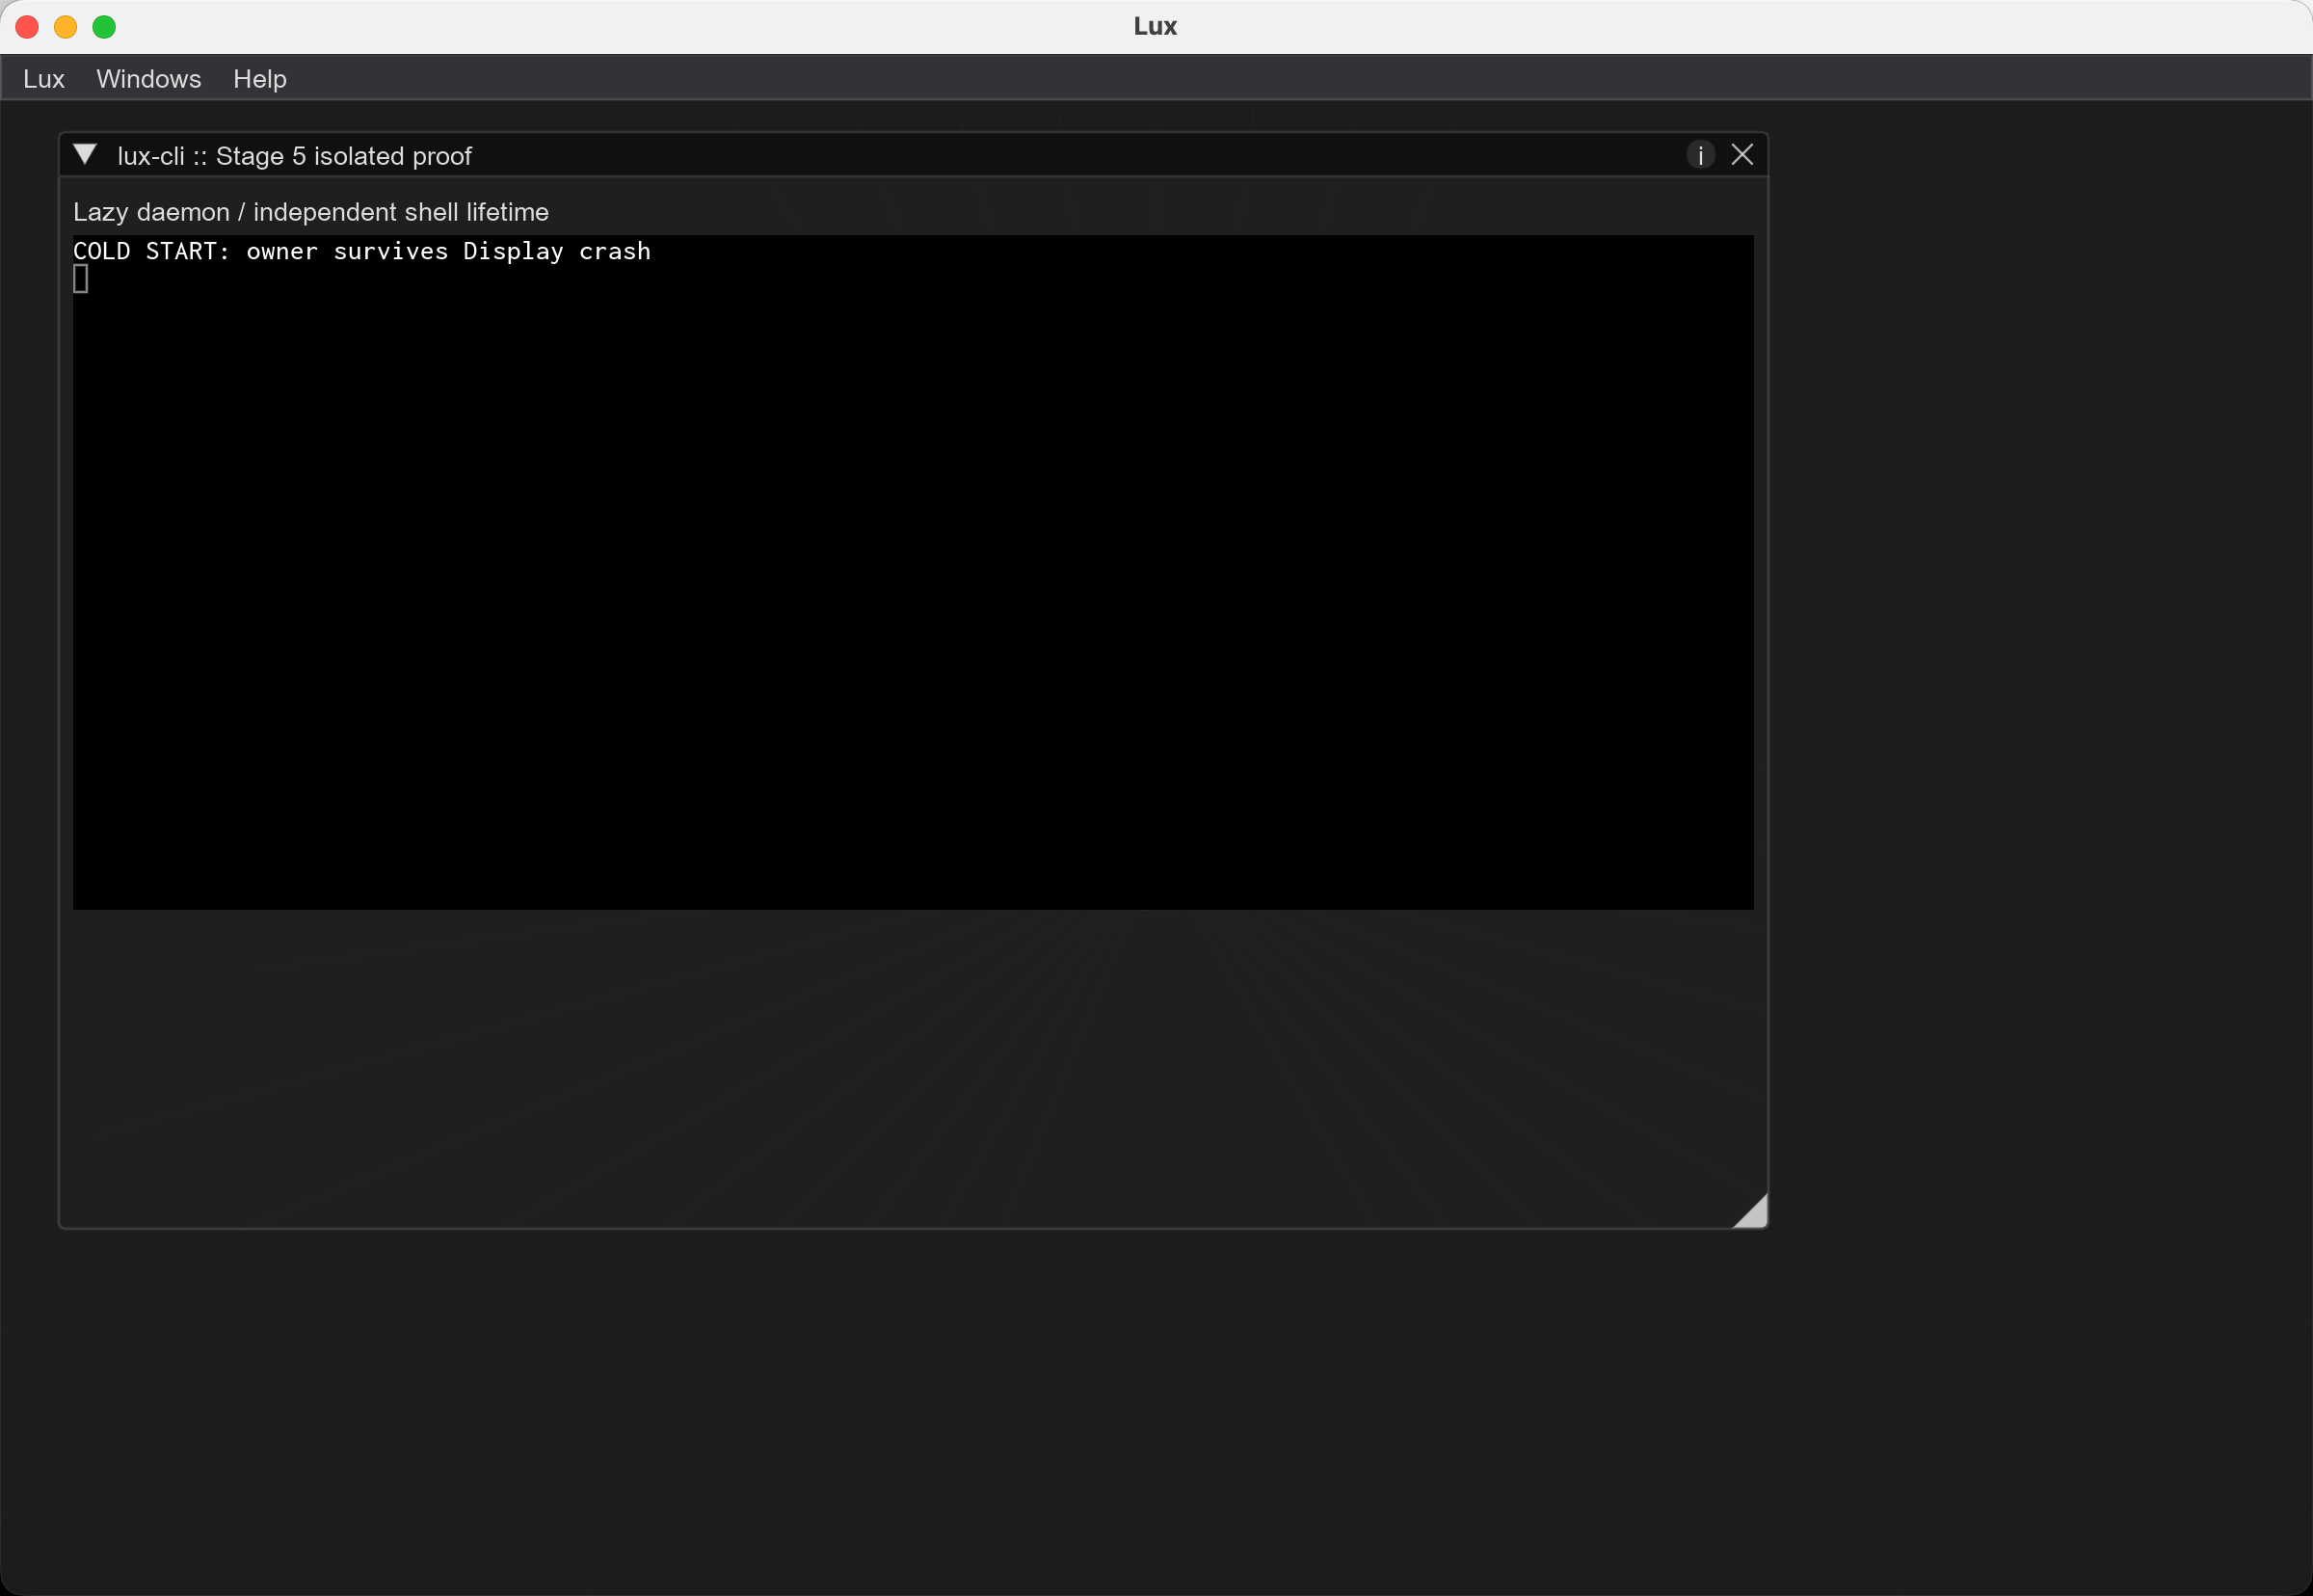 Lux
Lux Windows Help
lux-cli :: Stage 5 isolated proof
i
Lazy daemon / independent shell lifetime
COLD START: owner survives Display crash